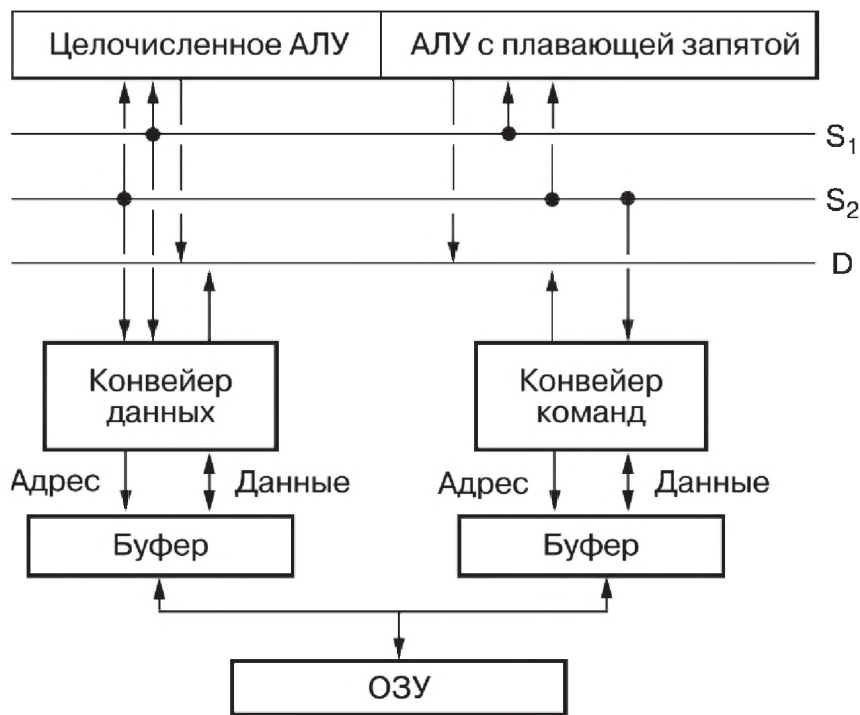 Целочисленное АЛУ
АЛУ с плавающей запятой
S1
S2
D
Конвейер
данных
Конвейер
команд
Адрес
Данные
Адрес
Данные
Буфер
Буфер
ОЗУ